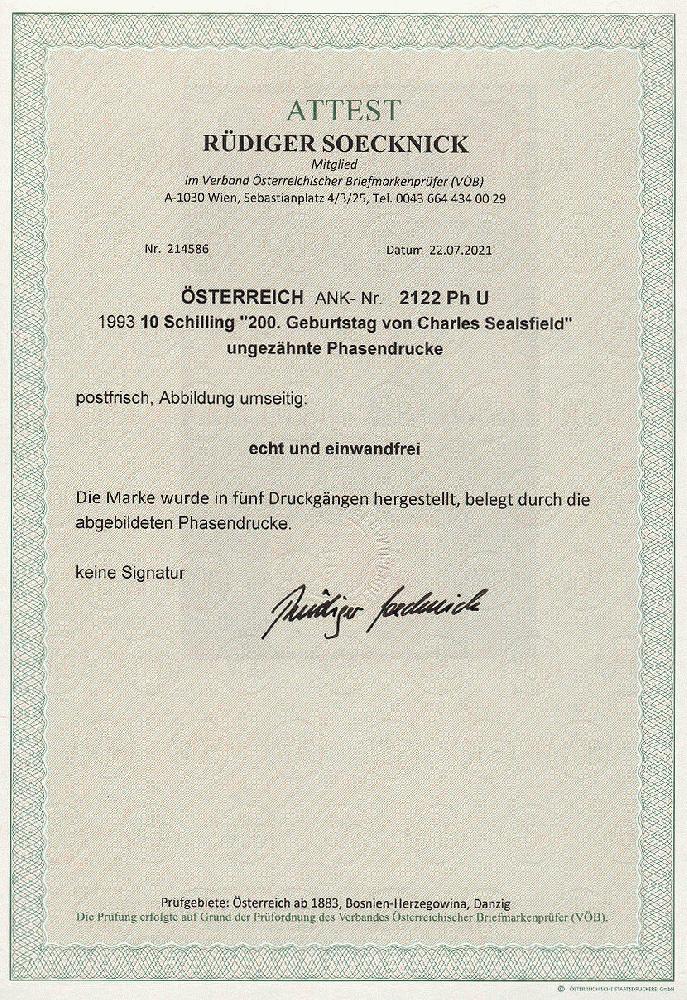 ATTEST
RÜDIGER SOECKNICK
Mitglied
im Verband Österreichischer Briefmarkenprüfer (VÖB)
A-1030 Wien, Sebastianplatz 4/3/25, Tel. 0043 664 434 00 29
Nr. 214586 Datum 22.07.2021
ÖSTERREICH ANK- Nr. 2122 Ph U
1993 10 Schilling "200. Geburtstag von Charles Sealsfield"
ungezähnte Phasendrucke
postfrisch, Abbildung umseitig:
echt und einwandfrei
Die Marke wurde in fünf Druckgängen hergestellt, belegt durch die
abgebildeten Phasendrucke.
keine Signatur
Rüdiger Soecknick
Prüfgebiete: Österreich ab 1883, Bosnien-Herzegowina, Danzig
Die Prüfung erfolgte auf Grund der Prüfordnung des Verbandes Österreichischer Briefmarkenprüfer (VÖB).
© ÖSTERREICHISCHE STAATSDRUCKEREI GmbH